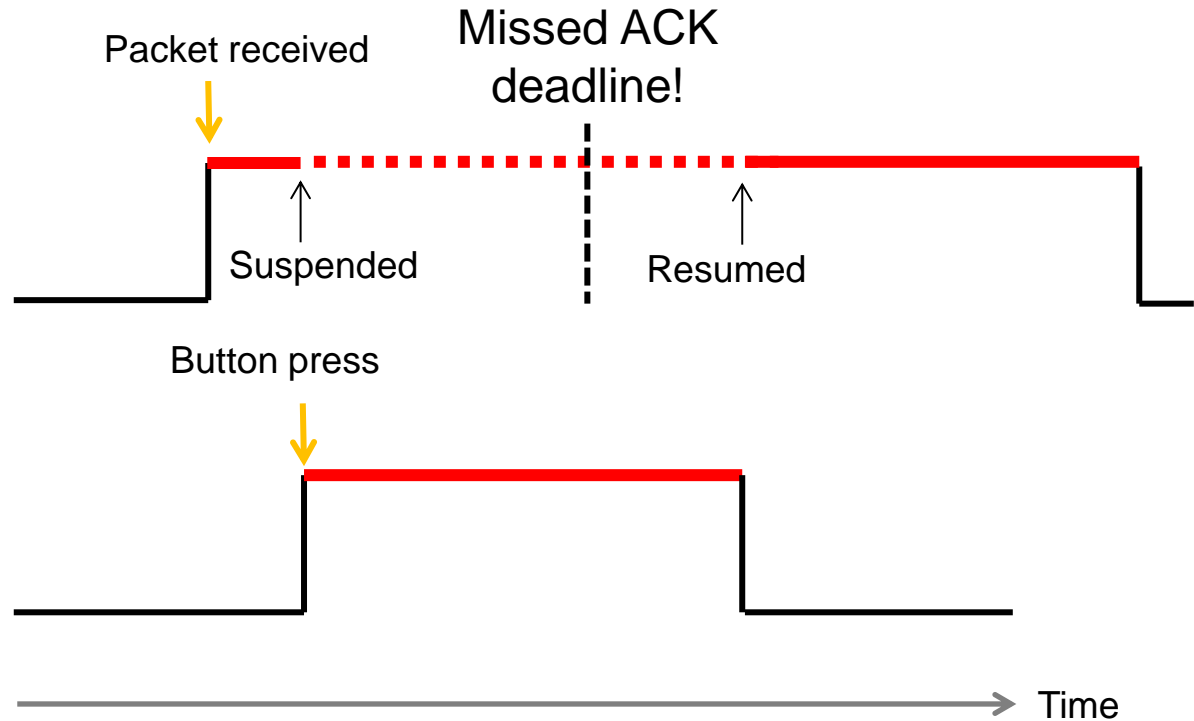 Packet received
Missed ACK
deadline!
Suspended
Resumed
Button press
Time